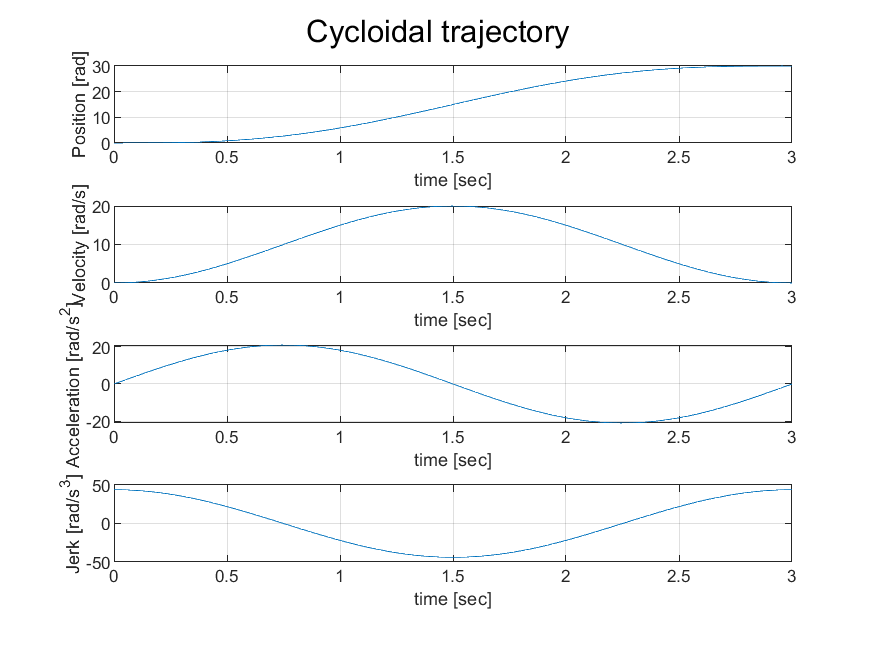 Cycloidal trajectory
Position [rad]
30
20
10
0
0 0.5 1 1.5 2 2.5 3
time [sec]
Velocity [rad/s]
20
10
0
0 0.5 1 1.5 2 2.5 3
time [sec]
Acceleration [rad/s²]
20
0
-20
0 0.5 1 1.5 2 2.5 3
time [sec]
Jerk [rad/s³]
50
0
-50
0 0.5 1 1.5 2 2.5 3
time [sec]